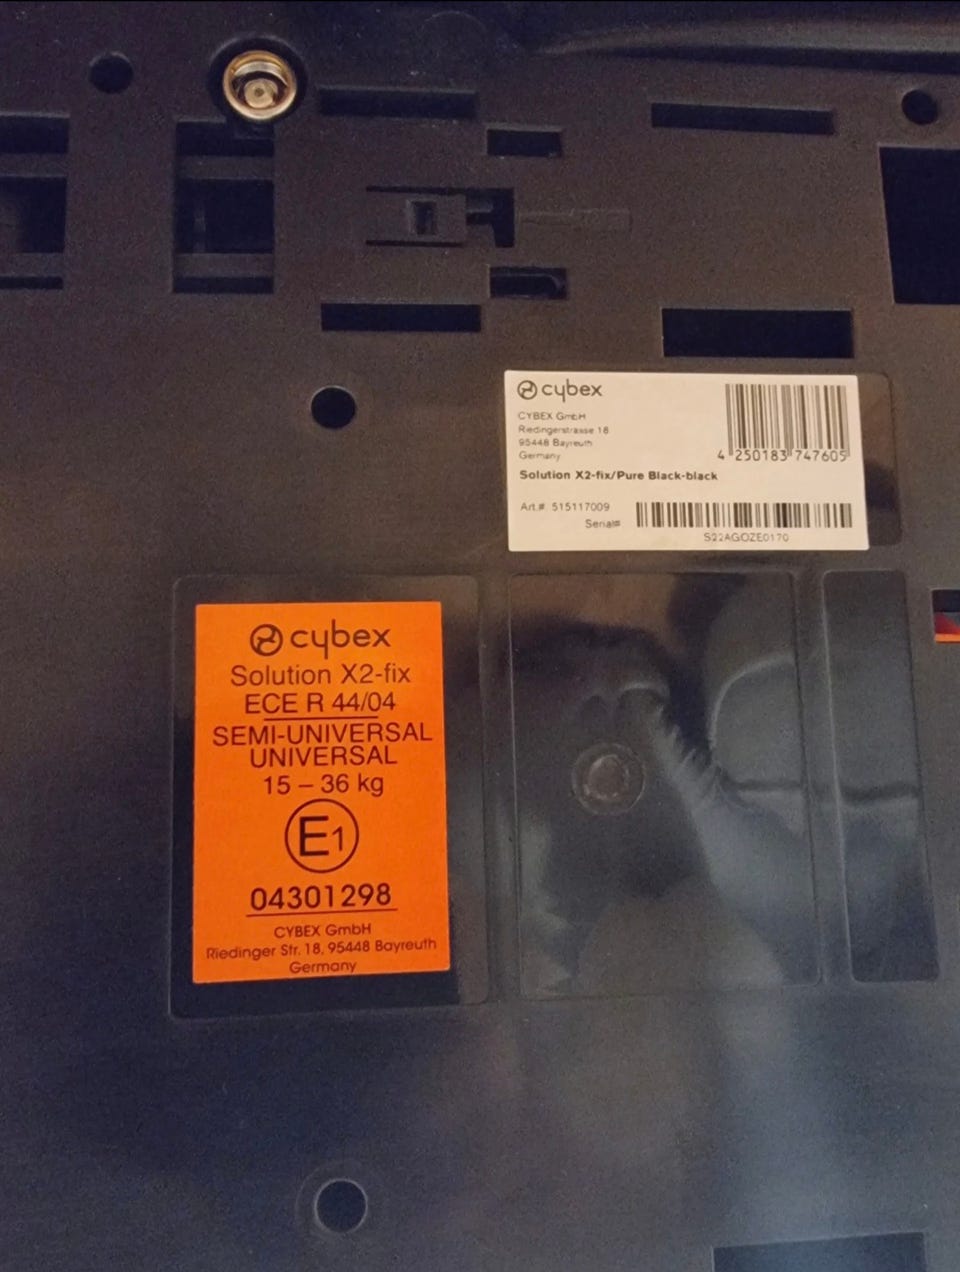 cybex
CYBEX GmbH
Riedingerstrasse 18
95448 Bayreuth
Germany
4 250183 747605
Solution X2-fix/Pure Black-black
Art.# 515117009
Serial#
S22AGOZE0170
cybex
Solution X2-fix
ECE R 44/04
SEMI-UNIVERSAL
UNIVERSAL
15 – 36 kg
E1
04301298
CYBEX GmbH
Riedinger Str. 18, 95448 Bayreuth
Germany